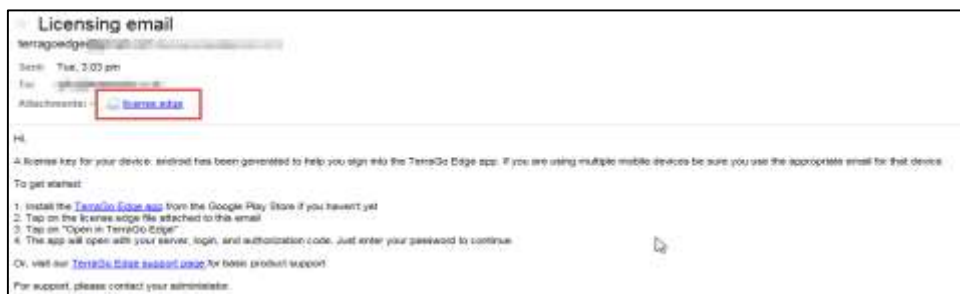 Licensing email
terragoedge
Sent: Tue, 3:03 pm
To:
Attachments: license.edge
Hi,
A license key for your device: android has been generated to help you sign into the TerraGo Edge app. If you are using multiple mobile devices be sure you use the appropriate email for that device
To get started:
1. Install the TerraGo Edge app from the Google Play Store if you haven't yet
2. Tap on the license.edge file attached to this email
3. Tap on "Open in TerraGo Edge"
4. The app will open with your server, login, and authorization code. Just enter your password to continue
Or, visit our TerraGo Edge support page for basic product support
For support, please contact your administrator.